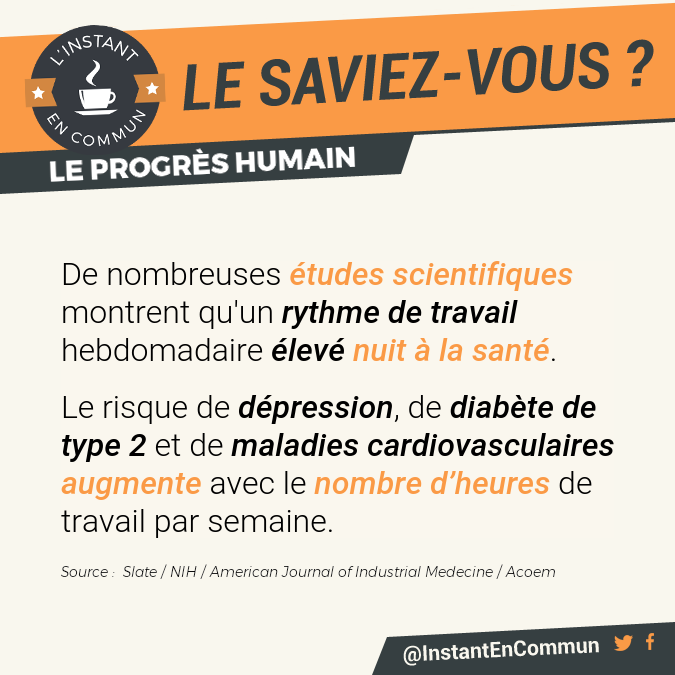 L'INSTANT
EN COMMUN
LE SAVIEZ-VOUS ?
LE PROGRÈS HUMAIN
De nombreuses études scientifiques
montrent qu'un rythme de travail
hebdomadaire élevé nuit à la santé.
Le risque de dépression, de diabète de
type 2 et de maladies cardiovasculaires
augmente avec le nombre d’heures de
travail par semaine.
Source : Slate / NIH / American Journal of Industrial Medecine / Acoem
@InstantEnCommun